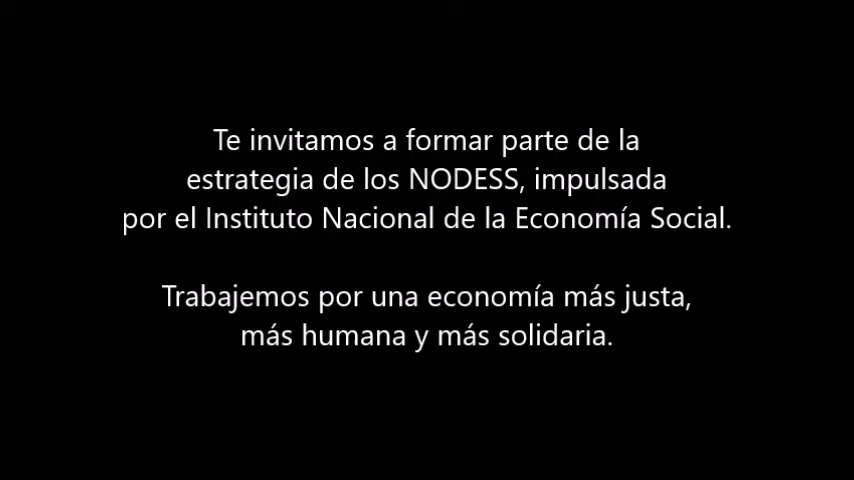 Te invitamos a formar parte de la
estrategia de los NODESS, impulsada
por el Instituto Nacional de la Economía Social.
Trabajemos por una economía más justa,
más humana y más solidaria.